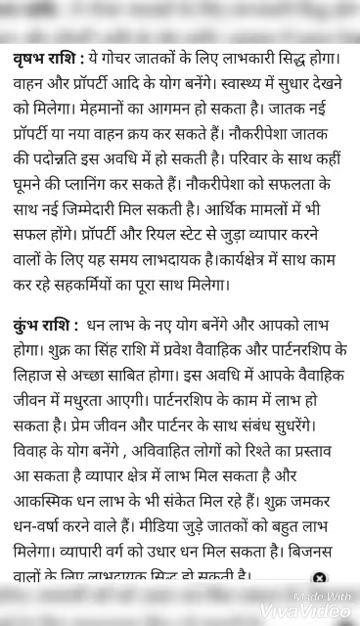 वृषभ राशि : ये गोचर जातकों के लिए लाभकारी सिद्ध होगा।
वाहन और प्रॉपर्टी आदि के योग बनेंगे। स्वास्थ्य में सुधार देखने
को मिलेगा। मेहमानों का आगमन हो सकता है। जातक नई
प्रॉपर्टी या नया वाहन क्रय कर सकते हैं। नौकरीपेशा जातक
की पदोन्नति इस अवधि में हो सकती है। परिवार के साथ कहीं
घूमने की प्लानिंग कर सकते हैं। नौकरीपेशा को सफलता के
साथ नई जिम्मेदारी मिल सकती है। आर्थिक मामलों में भी
सफल होंगे। प्रॉपर्टी और रियल स्टेट से जुड़ा व्यापार करने
वालों के लिए यह समय लाभदायक है।कार्यक्षेत्र में साथ काम
कर रहे सहकर्मियों का पूरा साथ मिलेगा।
कुंभ राशि : धन लाभ के नए योग बनेंगे और आपको लाभ
होगा। शुक्र का सिंह राशि में प्रवेश वैवाहिक और पार्टनरशिप के
लिहाज से अच्छा साबित होगा। इस अवधि में आपके वैवाहिक
जीवन में मधुरता आएगी। पार्टनरशिप के काम में लाभ हो
सकता है। प्रेम जीवन और पार्टनर के साथ संबंध सुधरेंगे।
विवाह के योग बनेंगे , अविवाहित लोगों को रिश्ते का प्रस्ताव
आ सकता है व्यापार क्षेत्र में लाभ मिल सकता है और
आकस्मिक धन लाभ के भी संकेत मिल रहे हैं। शुक्र जमकर
धन-वर्षा करने वाले हैं। मीडिया जुड़े जातकों को बहुत लाभ
मिलेगा। व्यापारी वर्ग को उधार धन मिल सकता है। बिजनस
वालों के लिए लाभदायक सिद्ध हो सकती है।
Made With
VivaVideo